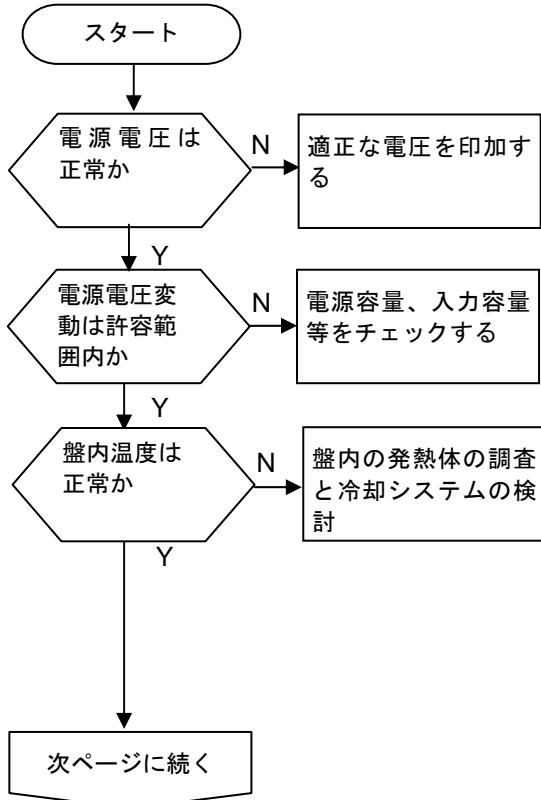 スタート
電源電圧は
正常か
N
適正な電圧を印加す
る
Y
電源電圧変
動は許容範
囲内か
N
電源容量、入力容量
等をチェックする
Y
盤内温度は
正常か
N
盤内の発熱体の調査
と冷却システムの検
討
Y
次ページに続く